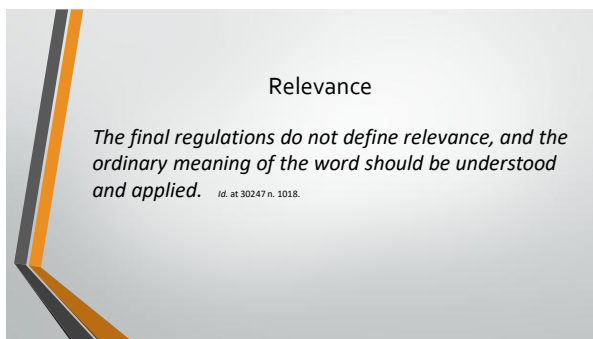 Relevance
The final regulations do not define relevance, and the
ordinary meaning of the word should be understood
and applied. Id. at 30247 n. 1018.